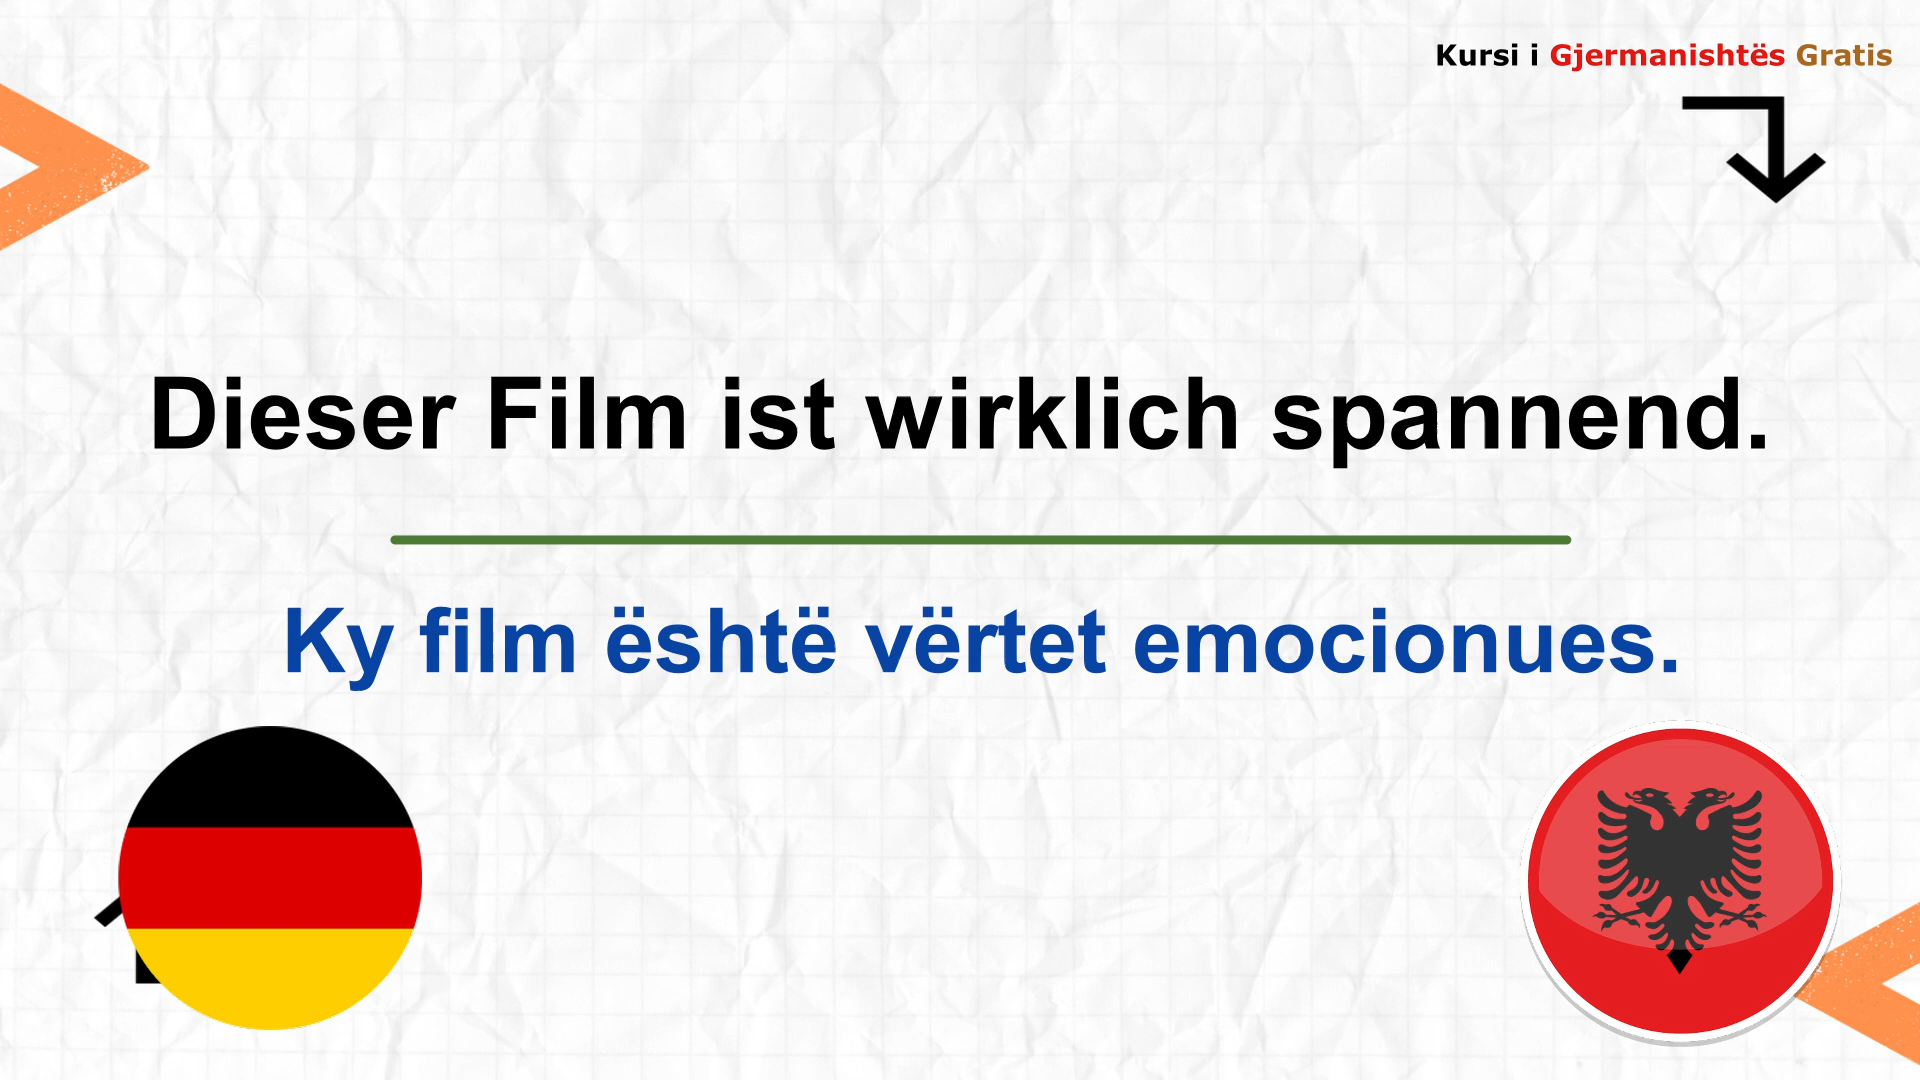 Kursi i Gjermanishtës Gratis
Dieser Film ist wirklich spannend.
Ky film është vërtet emocionues.